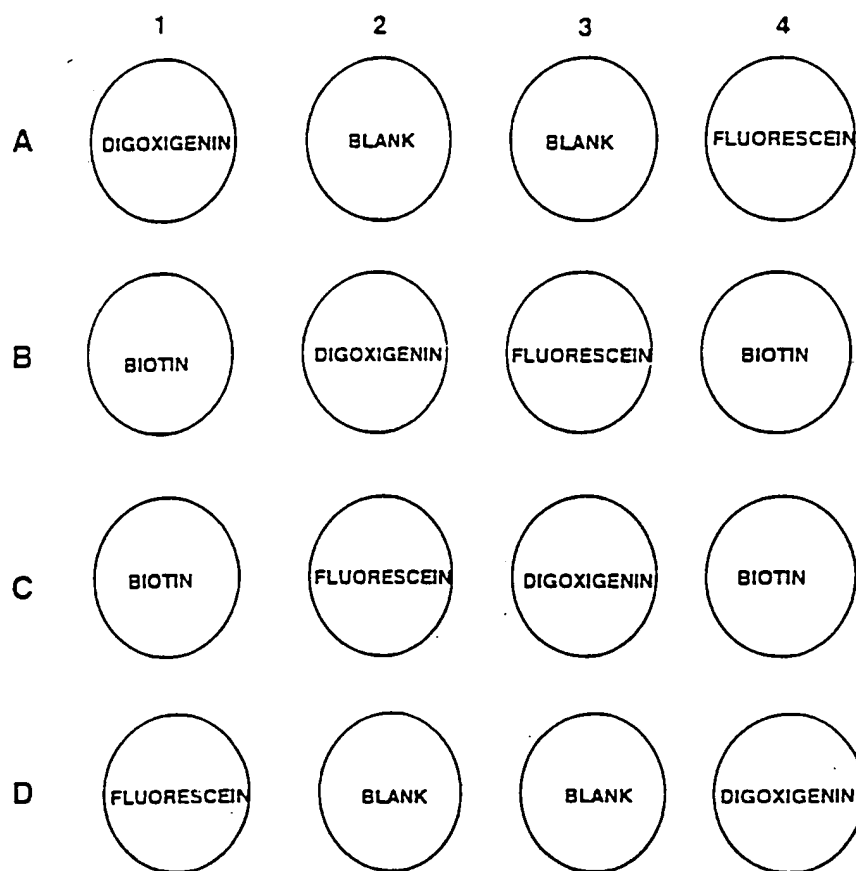 1 2 3 4
A DIGOXIGENIN BLANK BLANK FLUORESCEIN
B BIOTIN DIGOXIGENIN FLUORESCEIN BIOTIN
C BIOTIN FLUORESCEIN DIGOXIGENIN BIOTIN
D FLUORESCEIN BLANK BLANK DIGOXIGENIN